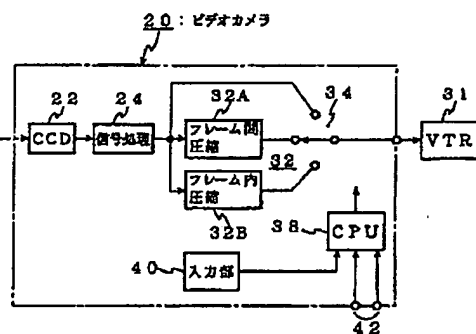 20:ビデオカメラ
22
24
32A
34
31
CCD
信号処理
フレーム間
圧縮
VTR
32
フレーム内
圧縮
32B
38
CPU
40
入力部
42